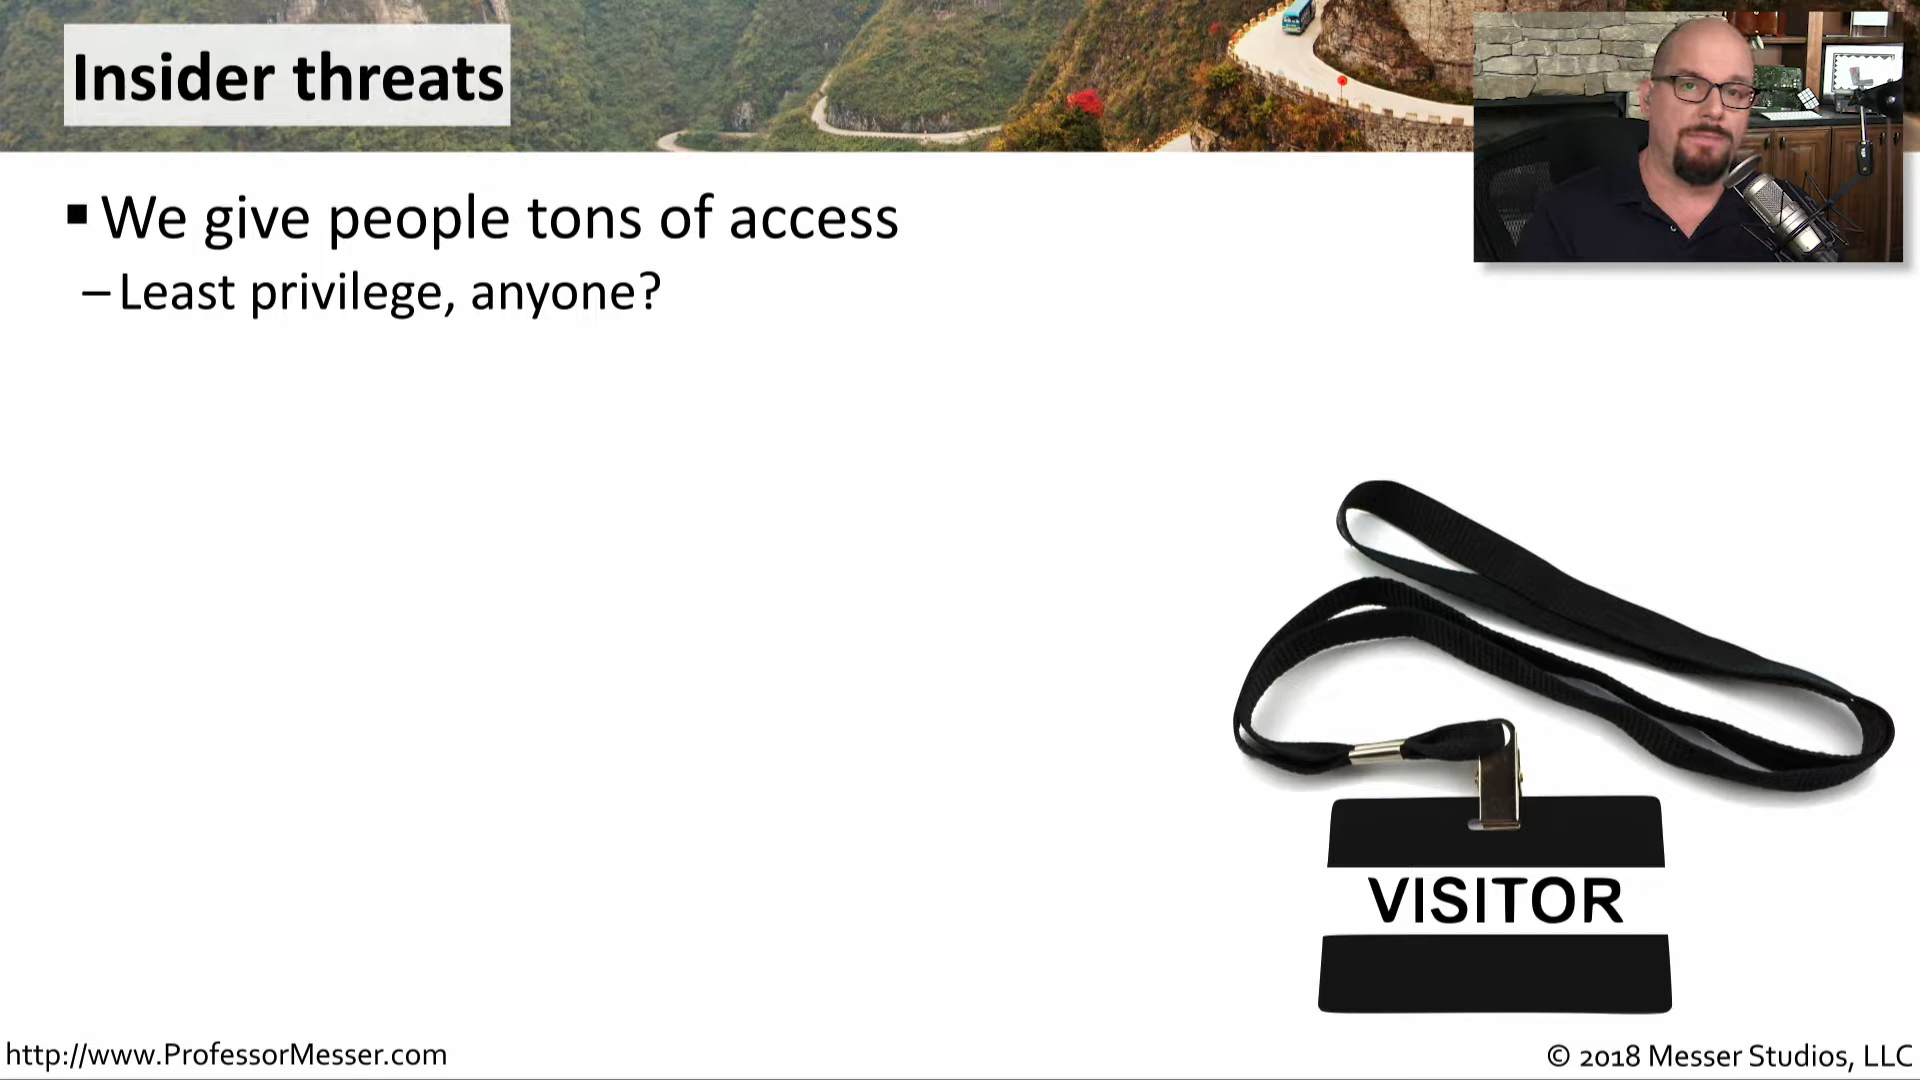 Insider threats
▪ We give people tons of access
– Least privilege, anyone?
VISITOR
http://www.ProfessorMesser.com
© 2018 Messer Studios, LLC